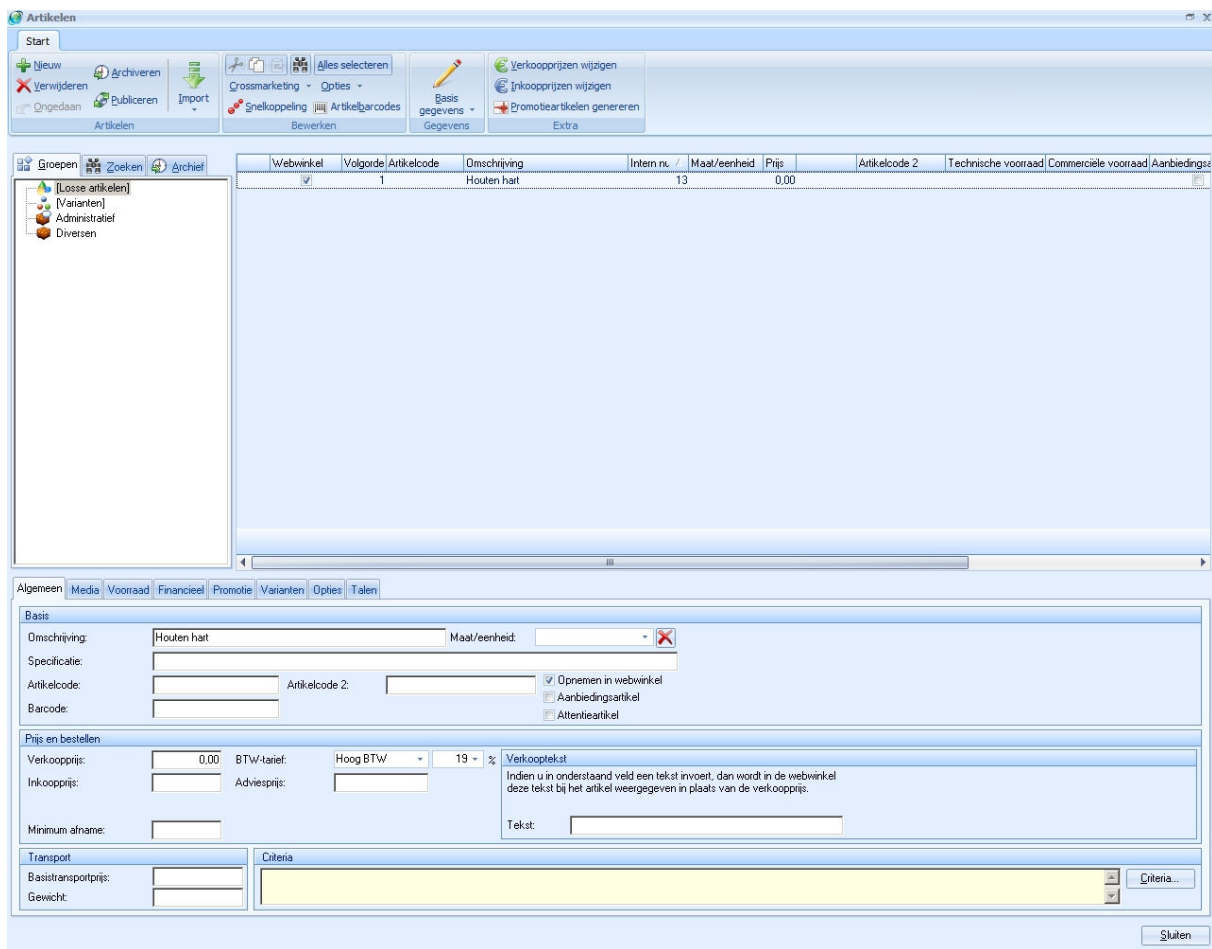 Artikelen
Start
Nieuw
Verwijderen
Ongedaan
Archiveren
Publiceren
Import
Artikelen
Alles selecteren
Crossmarketing Opties
Snelkoppeling Artikelbarcodes
Bewerken
Basis
gegevens
Gegevens
Verkoopprijzen wijzigen
Inkoopprijzen wijzigen
Promotieartikelen genereren
Extra
Groepen Zoeken Archief
[Losse artikelen]
[Varianten]
Administratief
Diversen
Webwinkel Volgorde Artikelcode Omschrijving Intern nu Maat/eenheid Prijs Artikelcode 2 Technische voorraad Commerciële voorraad Aanbiedingsa
1 Houten hart 13 0,00
Algemeen Media Voorraad Financieel Promotie Varianten Opties Talen
Basis
Omschrijving: Houten hart Maat/eenheid:
Specificatie:
Artikelcode: Artikelcode 2: Opnemen in webwinkel
Aanbiedingsartikel
Barcode:
Attentieartikel
Prijs en bestellen
Verkoopprijs: 0,00 BTW-tarief: Hoog BTW 19 %
Inkoopprijs: Adviesprijs:
Minimum afname:
Verkooptekst
Indien u in onderstaand veld een tekst invoert, dan wordt in de webwinkel
deze tekst bij het artikel weergegeven in plaats van de verkoopprijs.
Tekst:
Transport
Basistransportprijs:
Gewicht:
Criteria
Criteria...
Sluiten